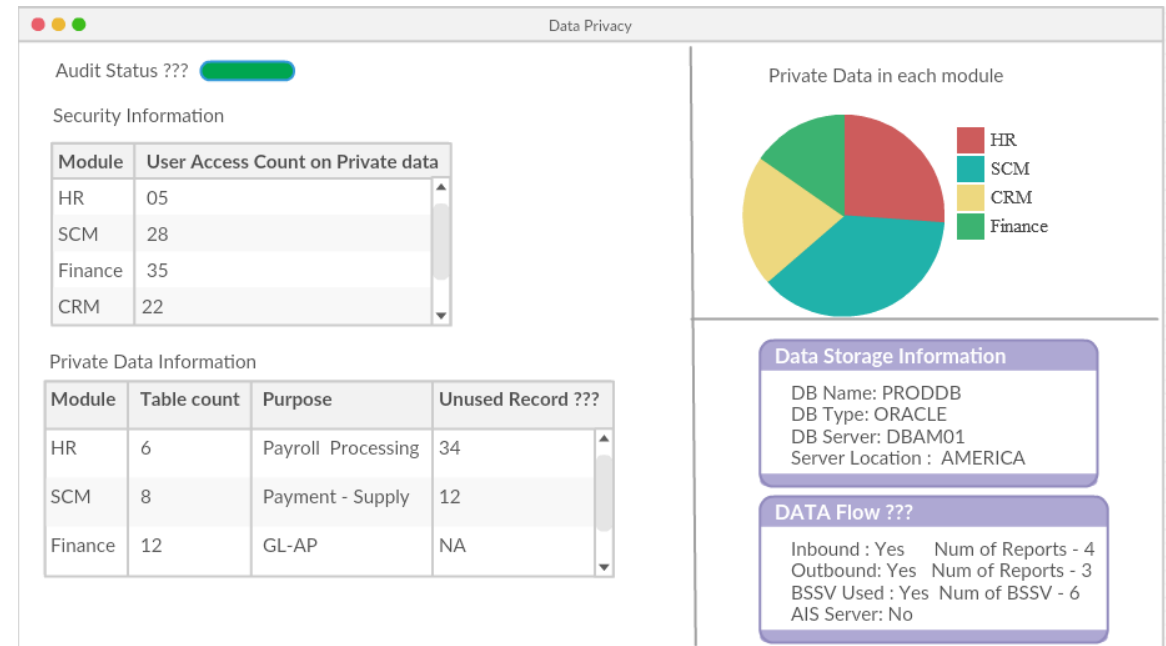 Data Privacy
Audit Status ???
Security Information
Module User Access Count on Private data
HR 05
SCM 28
Finance 35
CRM 22
Private Data Information
Module Table count Purpose Unused Record ???
HR 6 Payroll Processing 34
SCM 8 Payment - Supply 12
Finance 12 GL-AP NA
Private Data in each module
HR
SCM
CRM
Finance
Data Storage Information
DB Name: PRODDB
DB Type: ORACLE
DB Server: DBAM01
Server Location : AMERICA
DATA Flow ???
Inbound : Yes Num of Reports - 4
Outbound: Yes Num of Reports - 3
BSSV Used : Yes Num of BSSV - 6
AIS Server: No